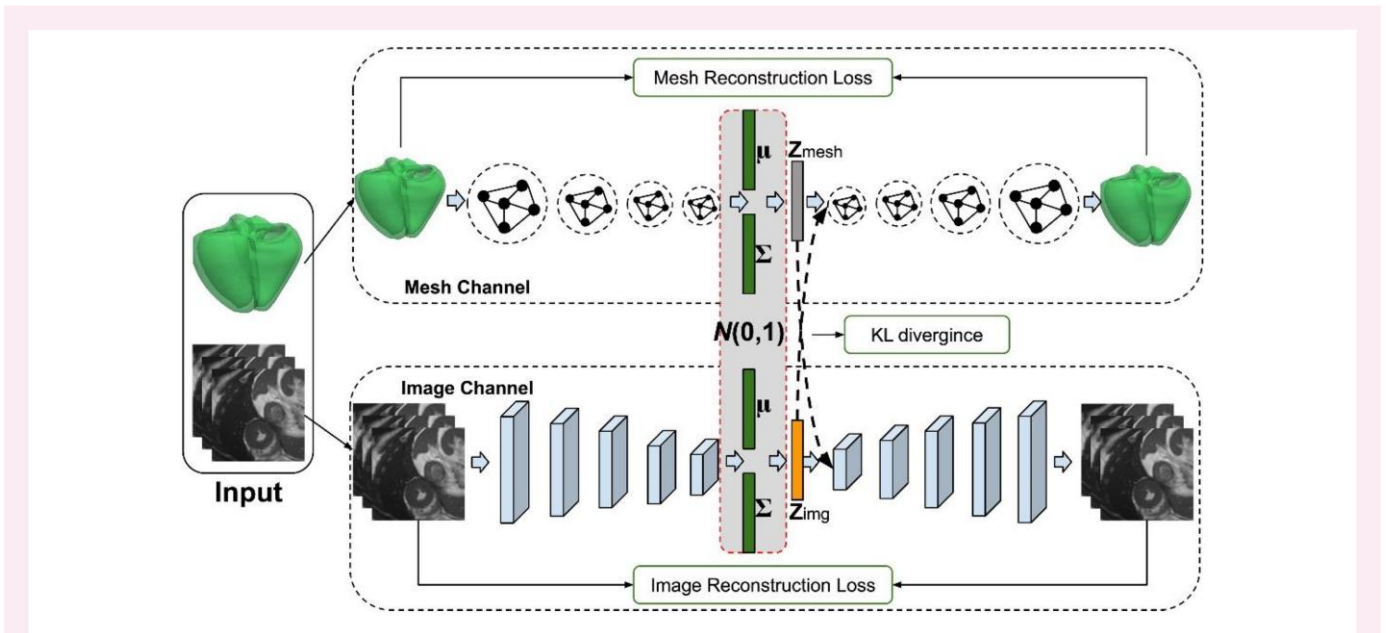 Mesh Reconstruction Loss
μ
Zmesh
Σ
Mesh Channel
N(0,1)
KL divergince
Image Channel
μ
Input
Σ
Zimg
Image Reconstruction Loss